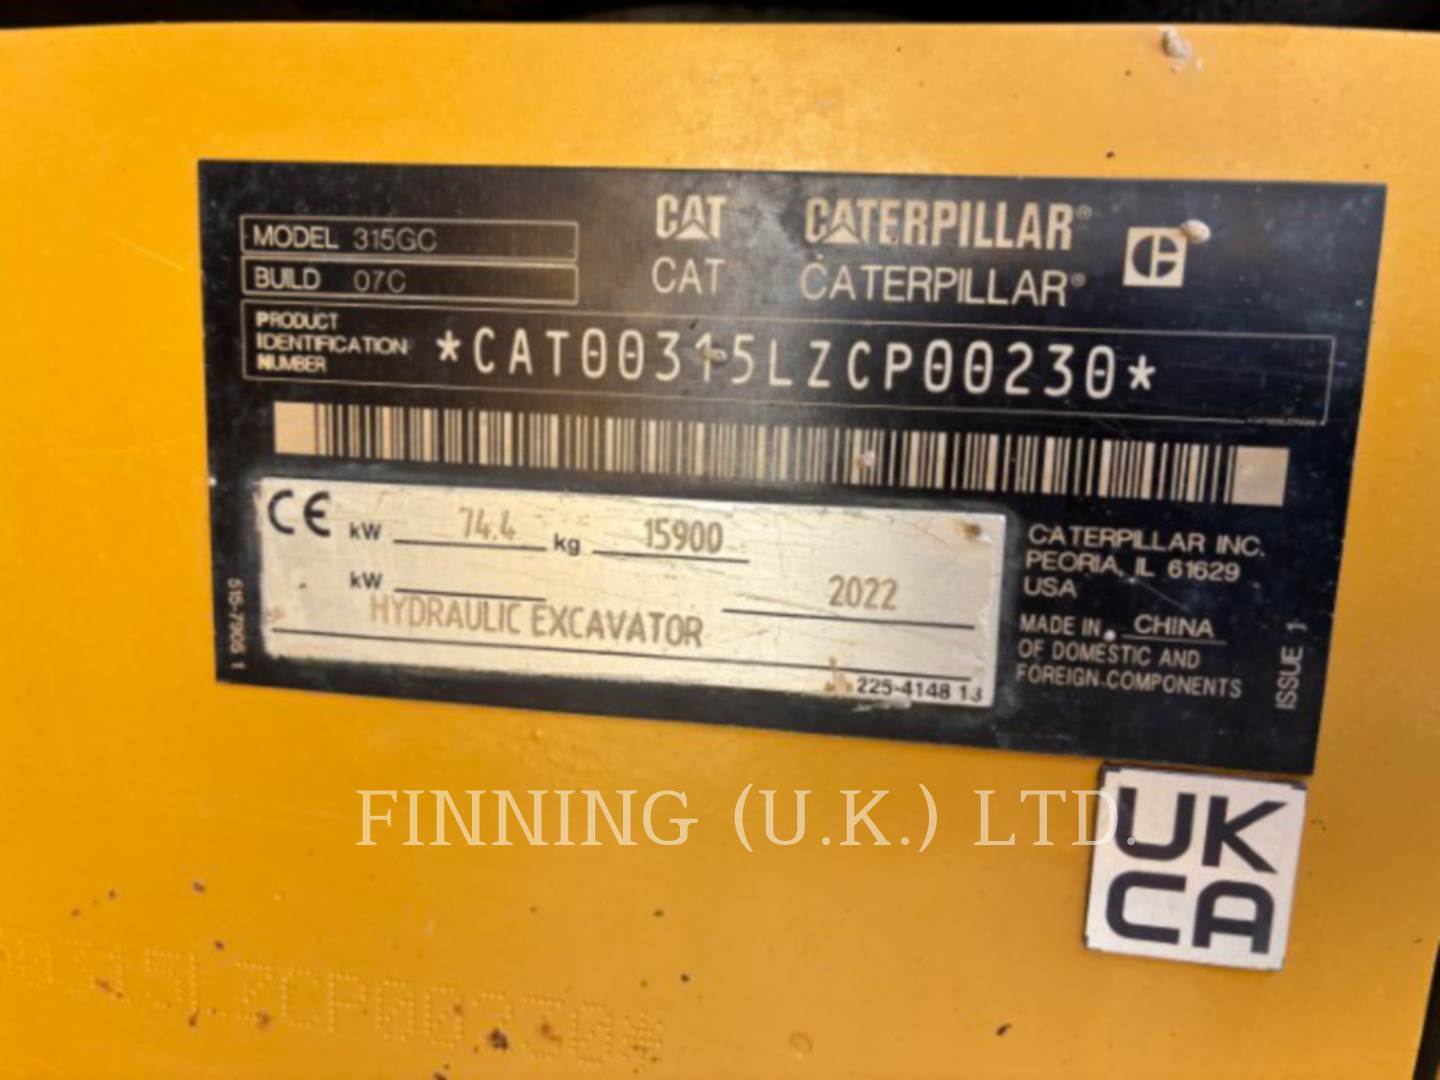 MODEL 315GC
BUILD 07C
CAT CATERPILLAR®
CAT CATERPILLAR®
PRODUCT
IDENTIFICATION
NUMBER
*CAT00315LZCP00230*
CE kW 74.4 kg 15900
kW 2022
HYDRAULIC EXCAVATOR
225-4148 13
515-7905 1
CATERPILLAR INC.
PEORIA, IL 61629
USA
MADE IN CHINA
OF DOMESTIC AND
FOREIGN COMPONENTS
ISSUE 1
FINNING (U.K.) LTD.
UK
CA
0315LZCP00230*